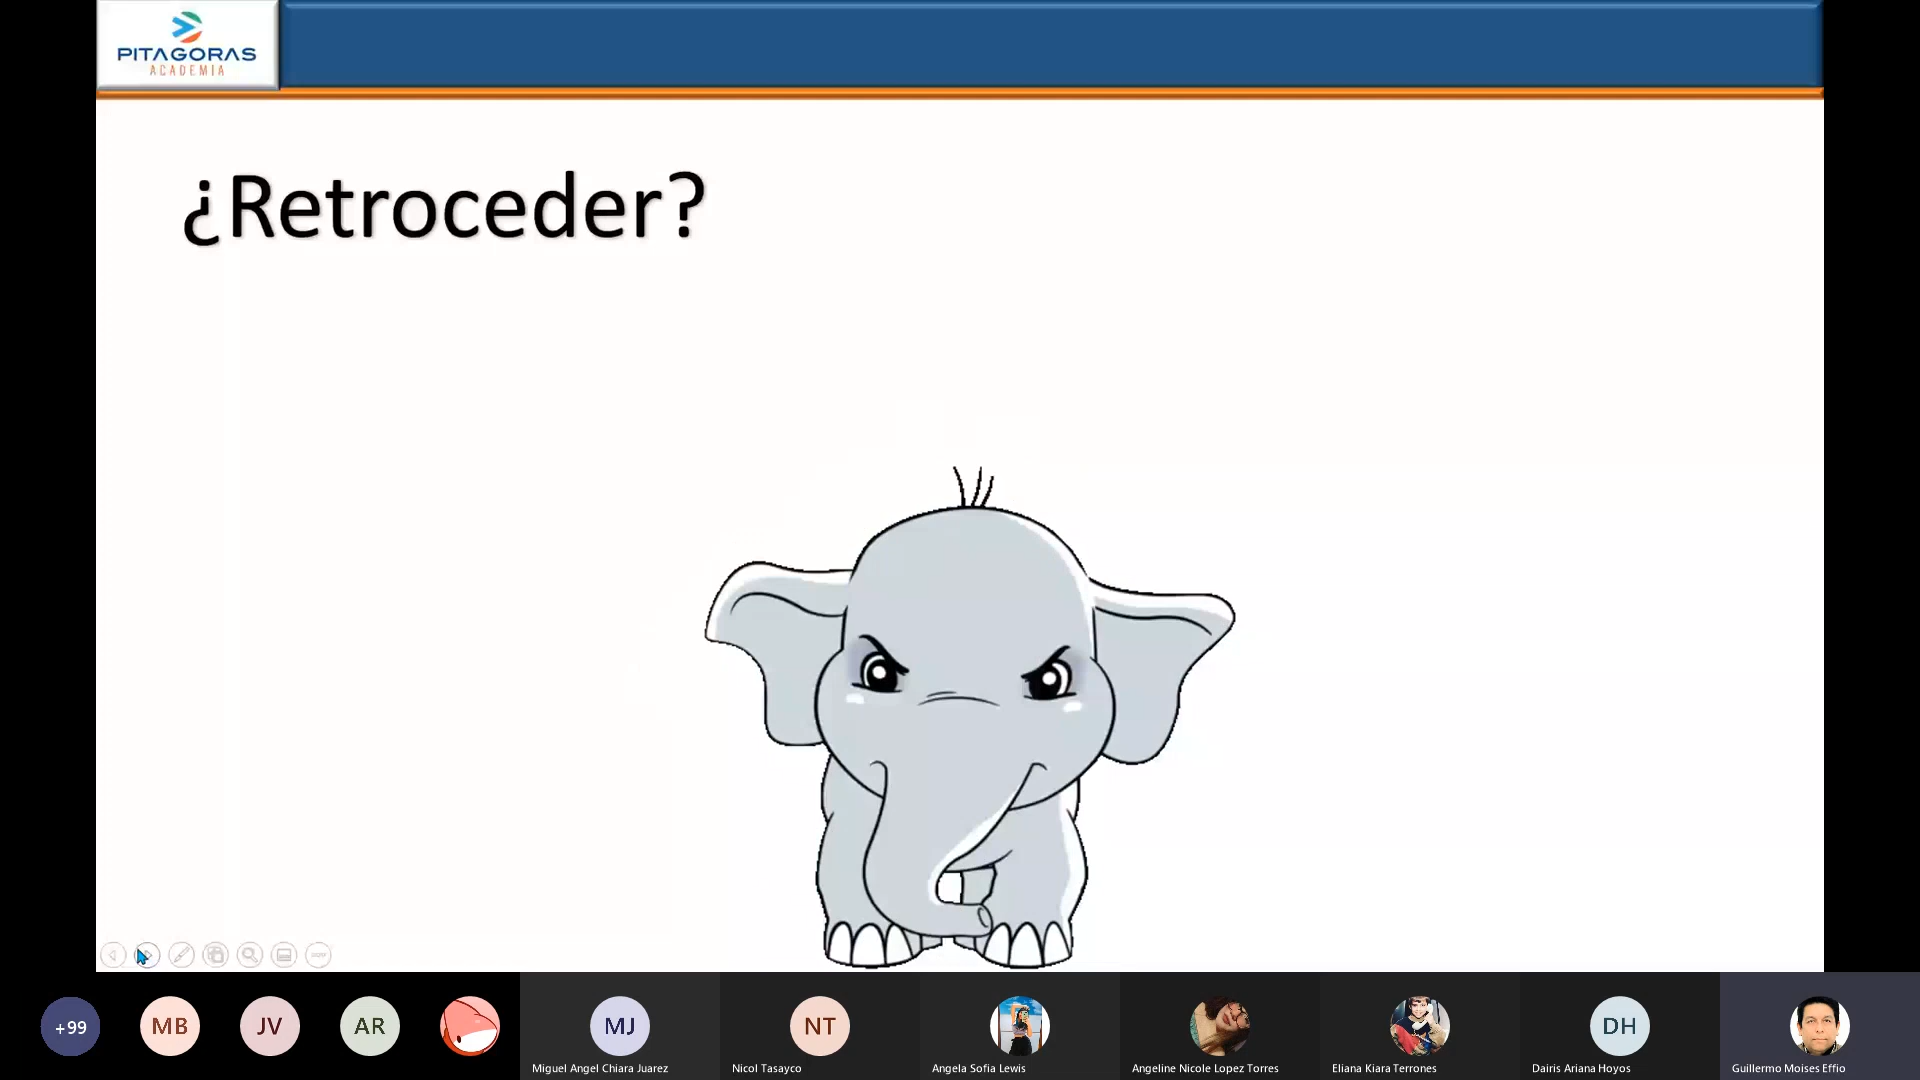 PITAGORAS
ACADEMIA
¿Retroceder?
+99
MB
JV
AR
MJ
NT
DH
Miguel Angel Chiara Juarez
Nicol Tasayco
Angela Sofia Lewis
Angeline Nicole Lopez Torres
Eliana Kiara Terrones
Dairis Ariana Hoyos
Guillermo Moises Effio